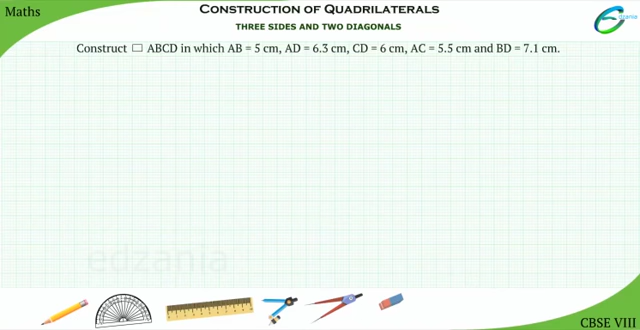 Maths
CONSTRUCTION OF QUADRILATERALS
THREE SIDES AND TWO DIAGONALS
edzania
Construct □ ABCD in which AB = 5 cm, AD = 6.3 cm, CD = 6 cm, AC = 5.5 cm and BD = 7.1 cm.
edzania
CBSE VIII